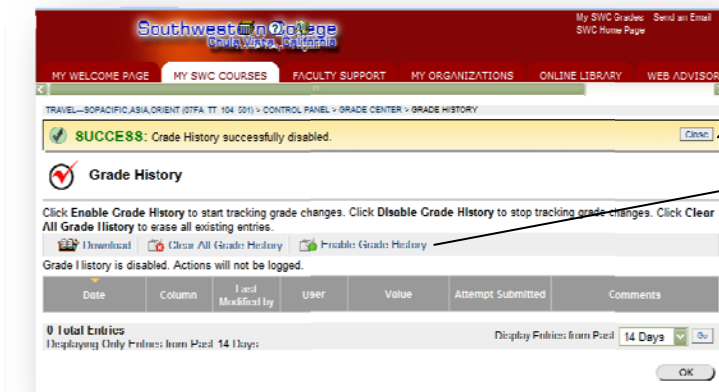 My SWC Grades Send an Email
Southwestern College
SWC Home Page
Chula Vista, California
MY WELCOME PAGE MY SWC COURSES FACULTY SUPPORT MY ORGANIZATIONS ONLINE LIBRARY WEB ADVISOR
TRAVEL—SOPACIFIC,ASIA,ORIENT (07FA TT 104 501) > CONTROL PANEL > GRADE CENTER > GRADE HISTORY
SUCCESS: Grade History successfully disabled. Close
Grade History
Click Enable Grade History to start tracking grade changes. Click Disable Grade History to stop tracking grade changes. Click Clear
All Grade History to erase all existing entries.
Download Clear All Grade History Enable Grade History
Grade History is disabled. Actions will not be logged.
Date Column Last Modified by User Value Attempt Submitted Comments
0 Total Entries
Displaying Only Entries from Past 14 Days Display Entries from Past 14 Days Go
OK